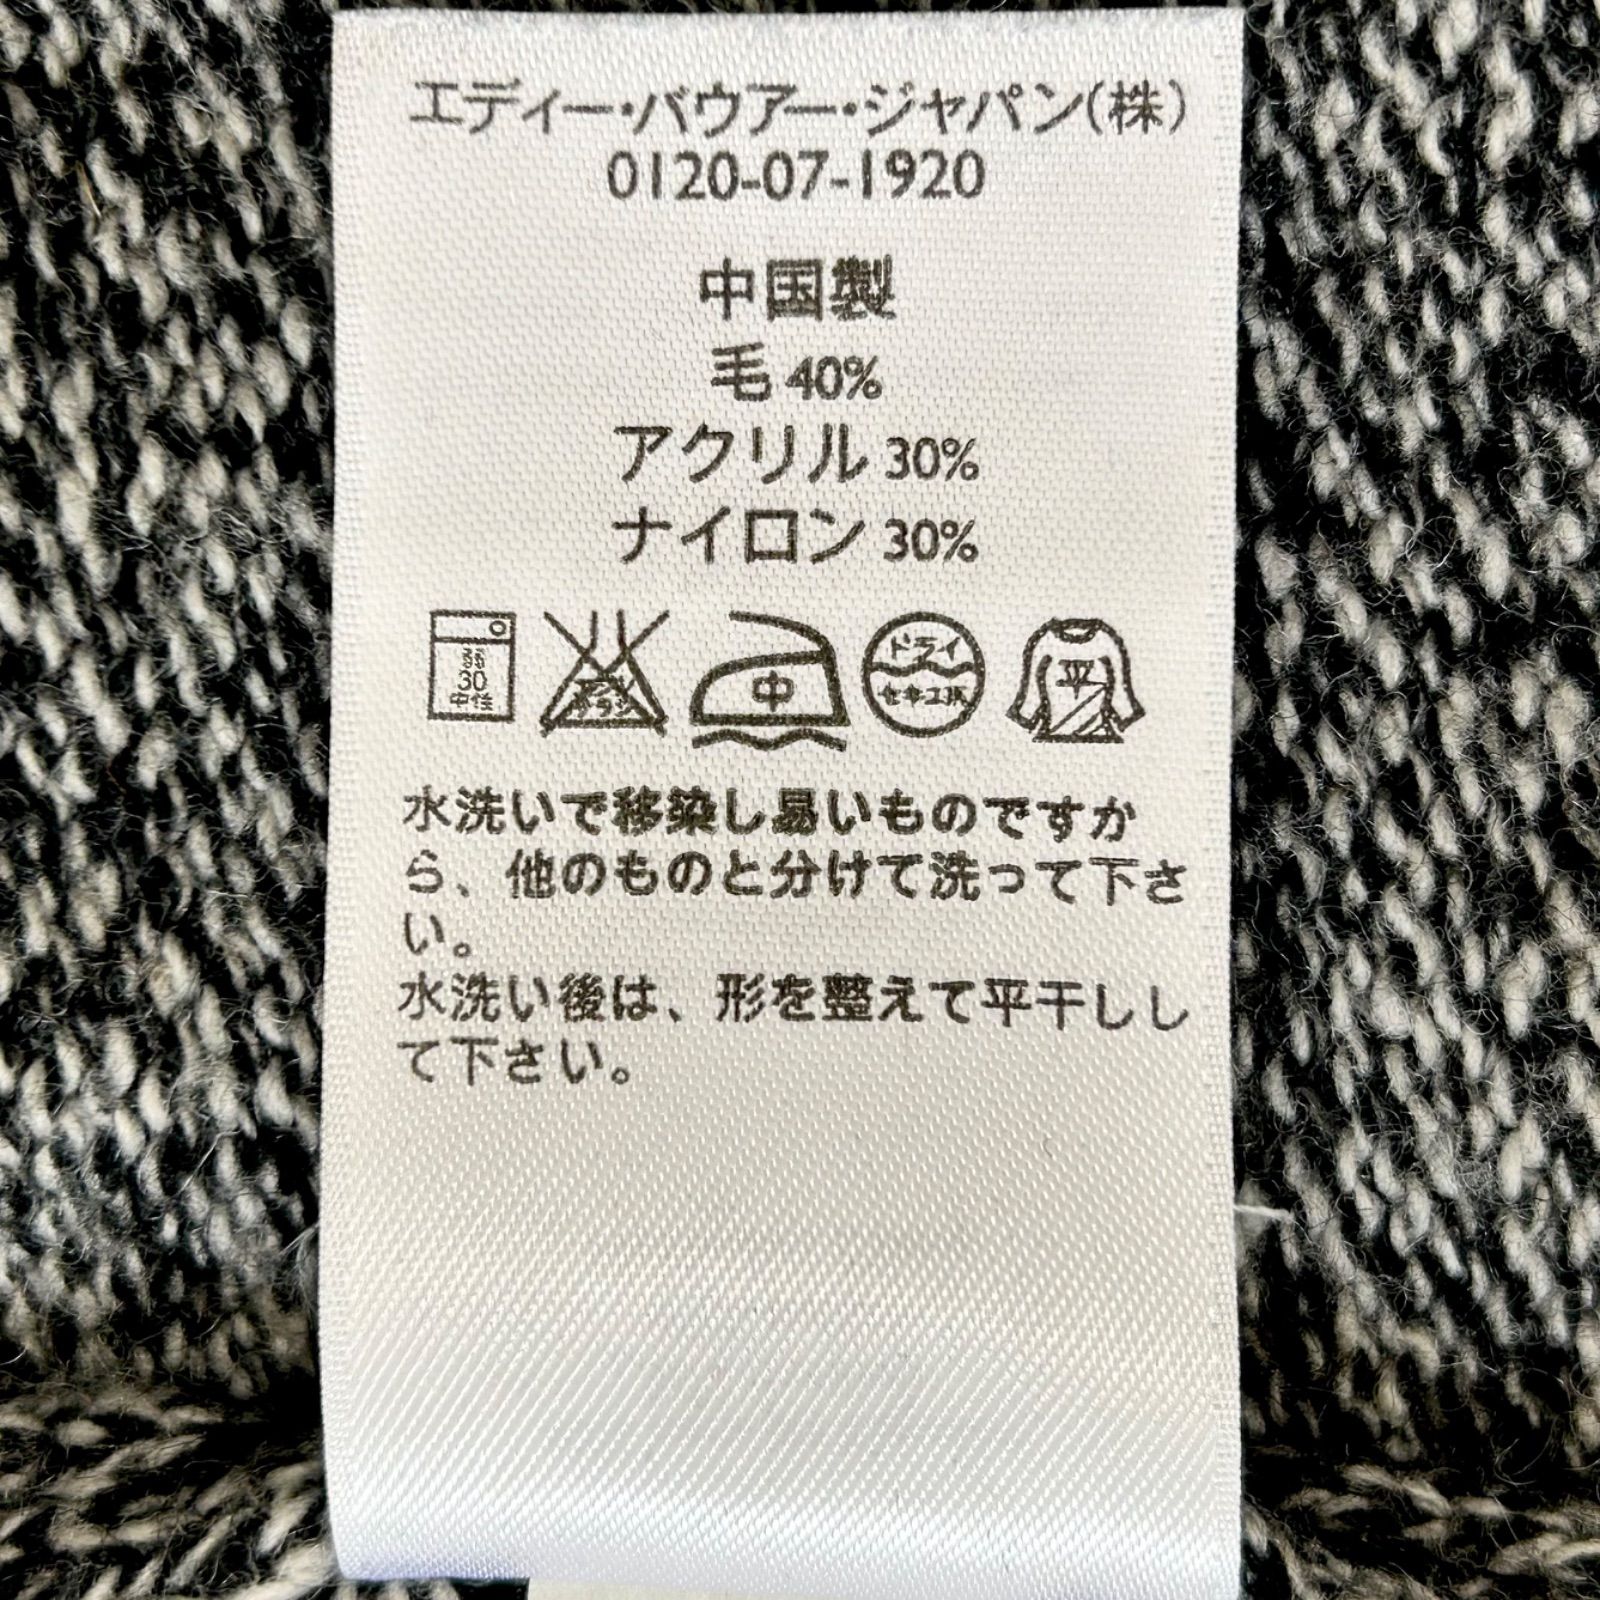 エディー・バウアー・ジャパン(株)
0120-07-1920
中国製
毛 40%
アクリル 30%
ナイロン 30%
弱
30
中性
中
ドライ
セキユ系
平
水洗いで移染し易いものですか
ら、他のものと分けて洗って下さ
い。
水洗い後は、形を整えて平干しし
て下さい。